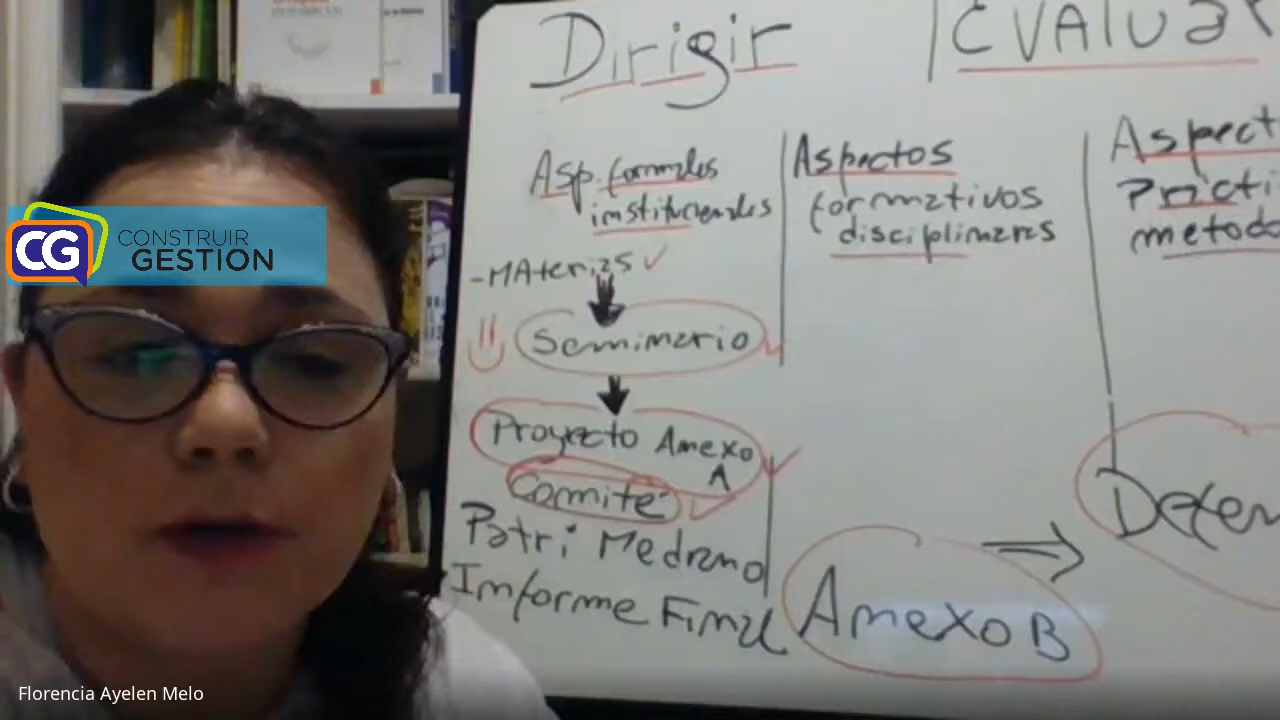 Dirigir
EVALUAr
Asp. formales
institucionales
Aspectos
formativos
disciplinares
Aspect
Prácti
metodo
-MAterias ✓
Seminario
Proyecto Anexo
A
Comité
Patri Medrano
Informe Final
Anexo B
⇒
CG
CONSTRUIR
GESTION
Florencia Ayelen Melo